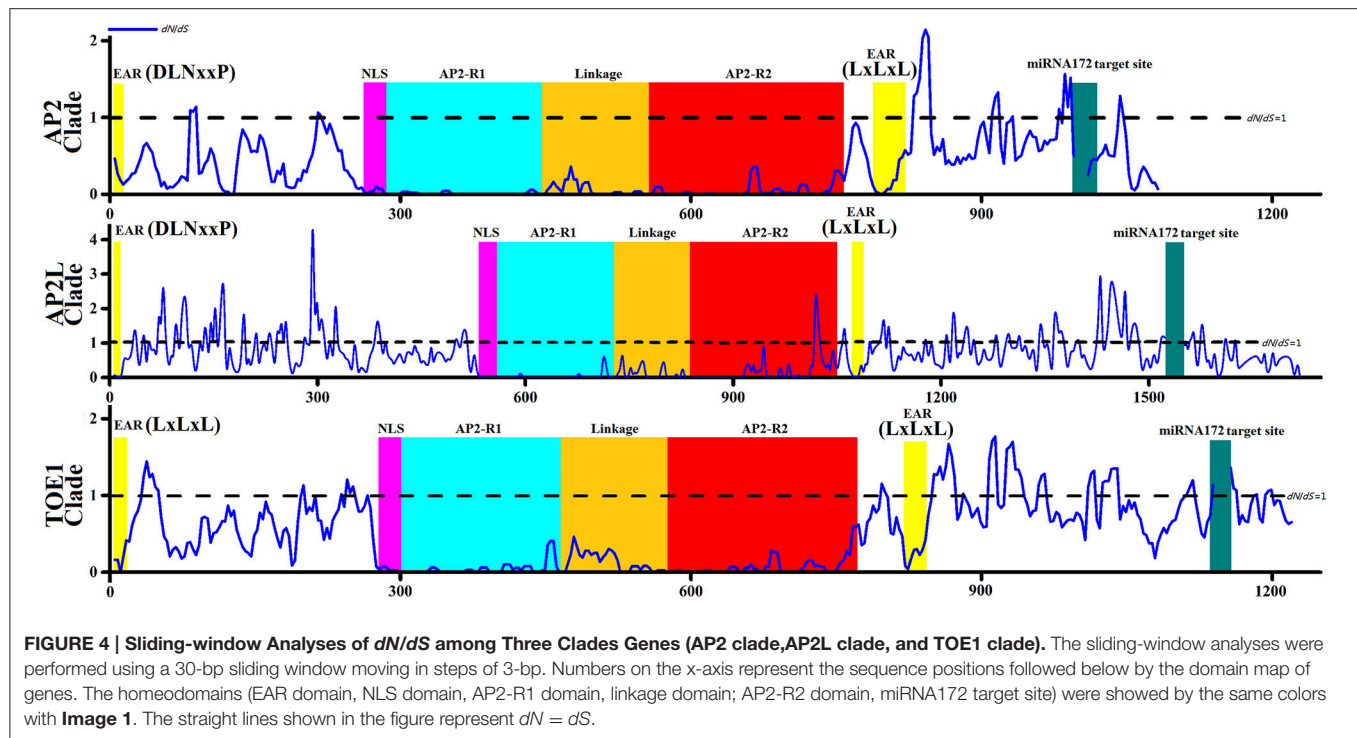 dN/dS
2
1
0
AP2
Clade
EAR (DLNxxP)
NLS
AP2-R1
Linkage
AP2-R2
EAR
(LxLxL)
miRNA172 target site
dN/dS=1
0
300
600
900
1200
4
3
2
1
0
AP2L
Clade
EAR (DLNxxP)
NLS
AP2-R1
Linkage
AP2-R2
EAR
(LxLxL)
miRNA172 target site
dN/dS=1
0
300
600
900
1200
1500
2
1
0
TOE1
Clade
EAR (LxLxL)
NLS
AP2-R1
Linkage
AP2-R2
EAR
(LxLxL)
miRNA172 target site
dN/dS=1
0
300
600
900
1200
FIGURE 4 | Sliding-window Analyses of dN/dS among Three Clades Genes (AP2 clade,AP2L clade, and TOE1 clade). The sliding-window analyses were
performed using a 30-bp sliding window moving in steps of 3-bp. Numbers on the x-axis represent the sequence positions followed below by the domain map of
genes. The homeodomains (EAR domain, NLS domain, AP2-R1 domain, linkage domain; AP2-R2 domain, miRNA172 target site) were showed by the same colors
with Image 1. The straight lines shown in the figure represent dN = dS.